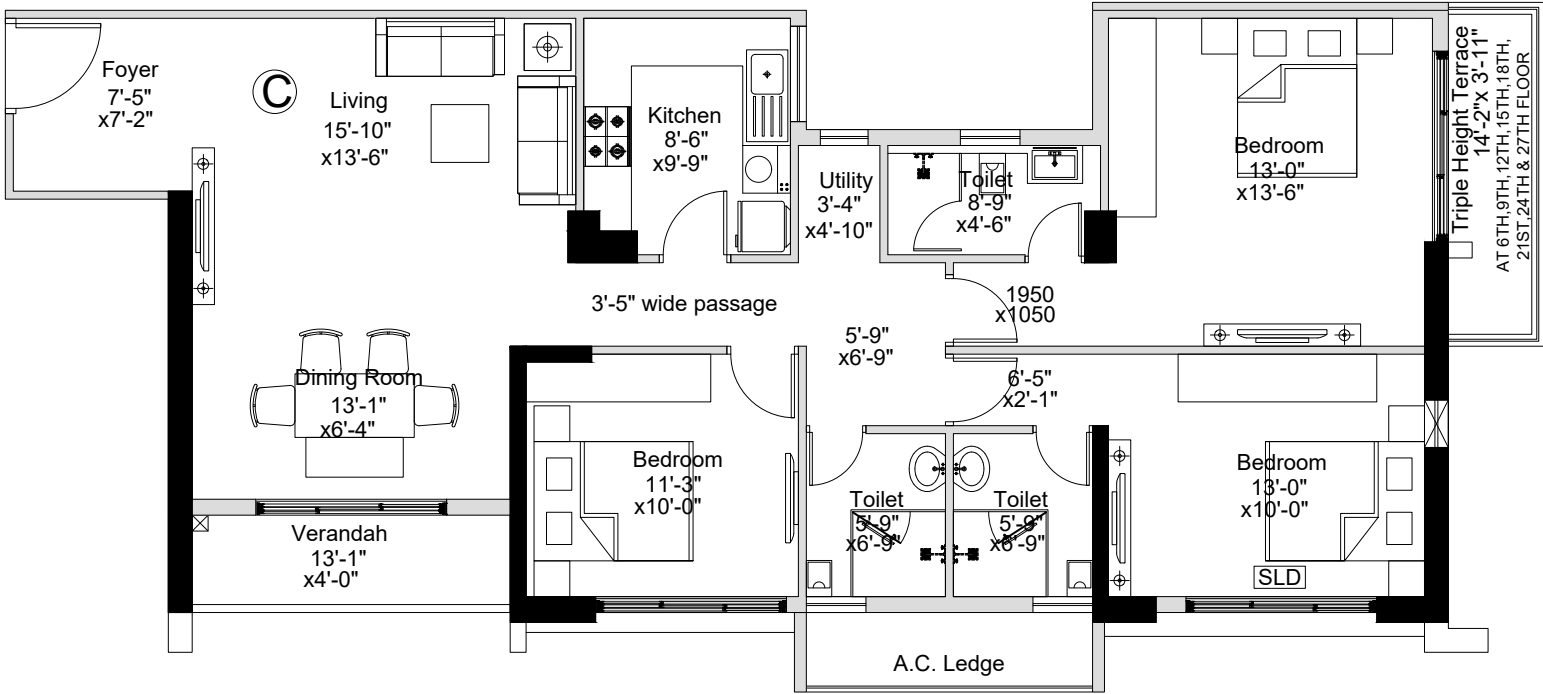 Foyer
7'-5"
x7'-2"
C
Living
15'-10"
x13'-6"
Kitchen
8'-6"
x9'-9"
Utility
3'-4"
x4'-10"
Toilet
8'-9"
x4'-6"
Bedroom
13'-0"
x13'-6"
Triple Height Terrace
14'-2"x 3'-11"
AT 6TH,9TH,12TH,15TH,18TH,
21ST,24TH & 27TH FLOOR
3'-5" wide passage
1950
x1050
5'-9"
x6'-9"
6'-5"
x2'-1"
Dining Room
13'-1"
x6'-4"
Bedroom
11'-3"
x10'-0"
Toilet
5'-9"
x6'-9"
Toilet
5'-9"
x6'-9"
Bedroom
13'-0"
x10'-0"
SLD
Verandah
13'-1"
x4'-0"
A.C. Ledge